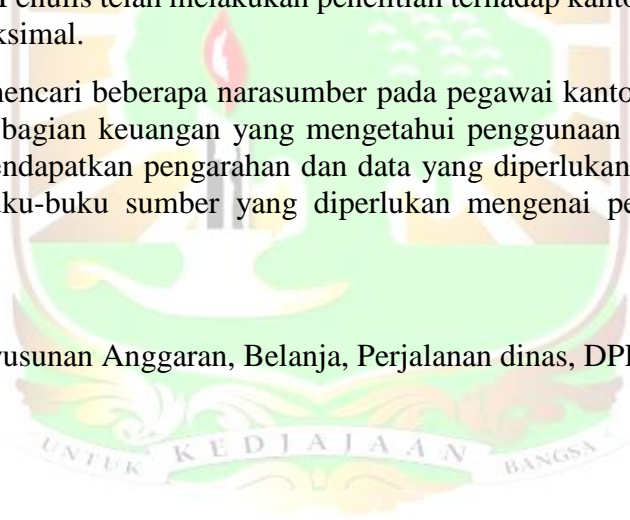 Penulis telah melakukan penelitian terhadap kanto
ksimal.
nencari beberapa narasumber pada pegawai kanto
bagian keuangan yang mengetahui penggunaan
endapatkan pengarahan dan data yang diperlukan
ku-buku sumber yang diperlukan mengenai pe
yusunan Anggaran, Belanja, Perjalanan dinas, DP
UNTUK KEDJAJAAN BANGSA